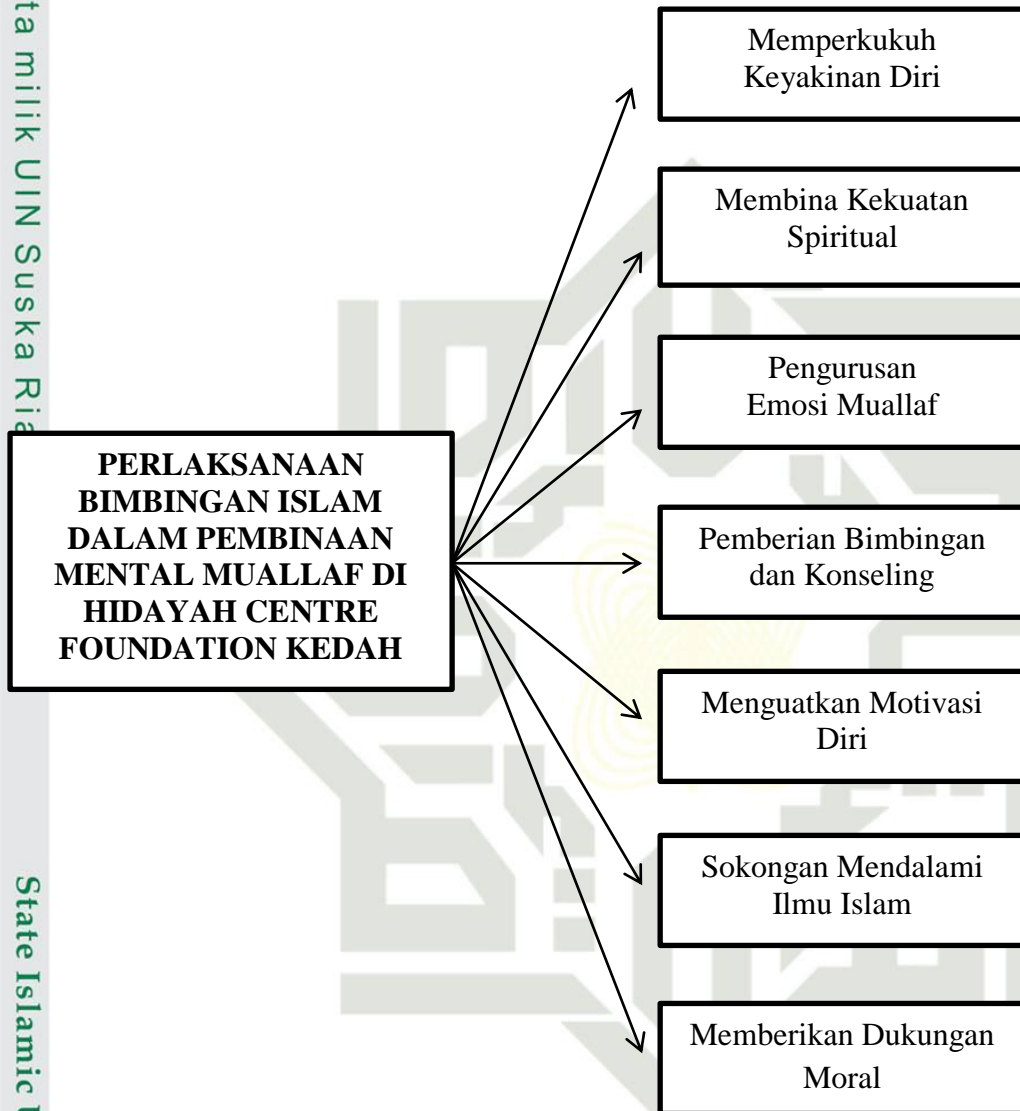 ta milik UIN Suska Ria
State Islamic U
PERLAKSANAAN
BIMBINGAN ISLAM
DALAM PEMBINAAN
MENTAL MUALLAF DI
HIDAYAH CENTRE
FOUNDATION KEDAH
Memperkukuh
Keyakinan Diri
Membina Kekuatan
Spiritual
Pengurusan
Emosi Muallaf
Pemberian Bimbingan
dan Konseling
Menguatkan Motivasi
Diri
Sokongan Mendalami
Ilmu Islam
Memberikan Dukungan
Moral